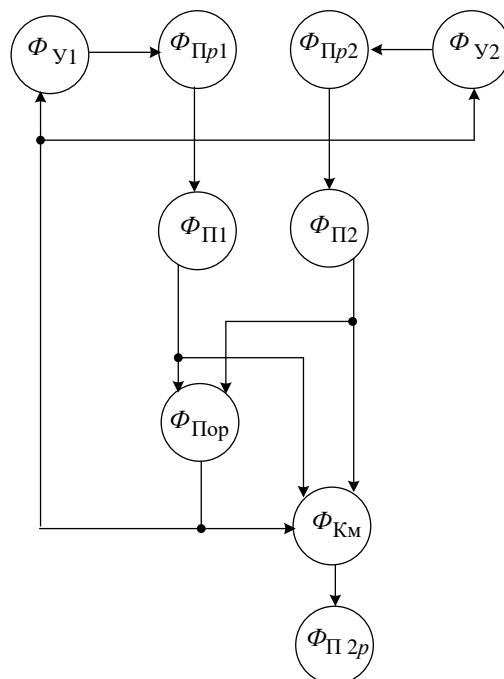 Φ У1
Φ Пр1
Φ Пр2
Φ У2
Φ П1
Φ П2
Φ Пор
Φ Км
Φ П 2р